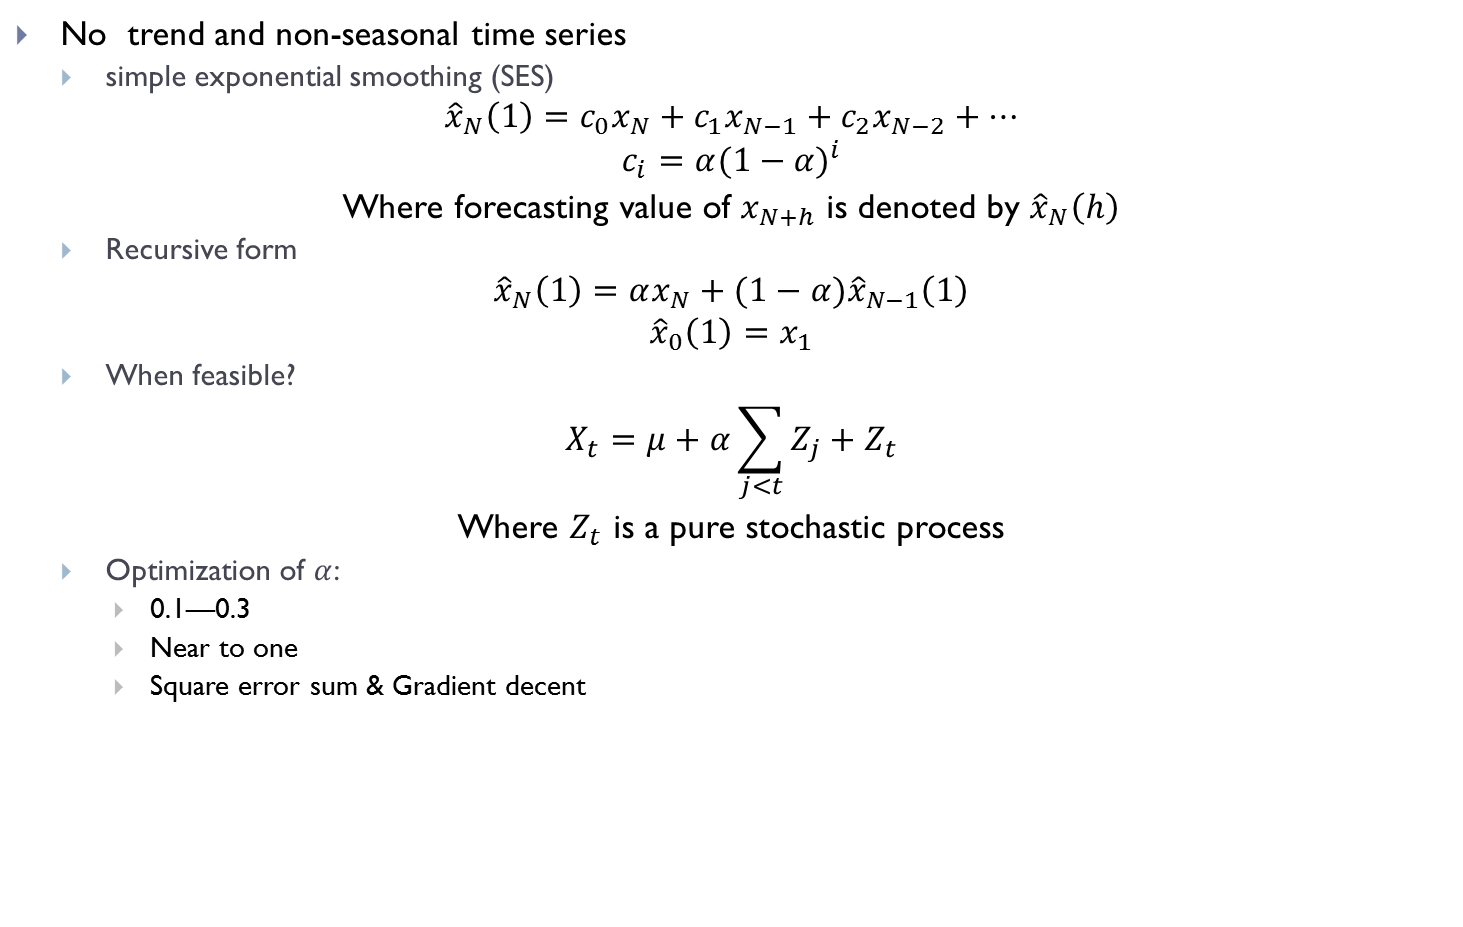 No trend and non-seasonal time series
simple exponential smoothing (SES)
x̂_N(1) = c_0x_N + c_1x_{N−1} + c_2x_{N−2} + ⋯
c_i = α(1 − α)^i
Where forecasting value of x_{N+h} is denoted by x̂_N(h)
Recursive form
x̂_N(1) = αx_N + (1 − α)x̂_{N−1}(1)
x̂_0(1) = x_1
When feasible?
X_t = μ + α ∑_{j<t} Z_j + Z_t
Where Z_t is a pure stochastic process
Optimization of α:
0.1—0.3
Near to one
Square error sum & Gradient decent